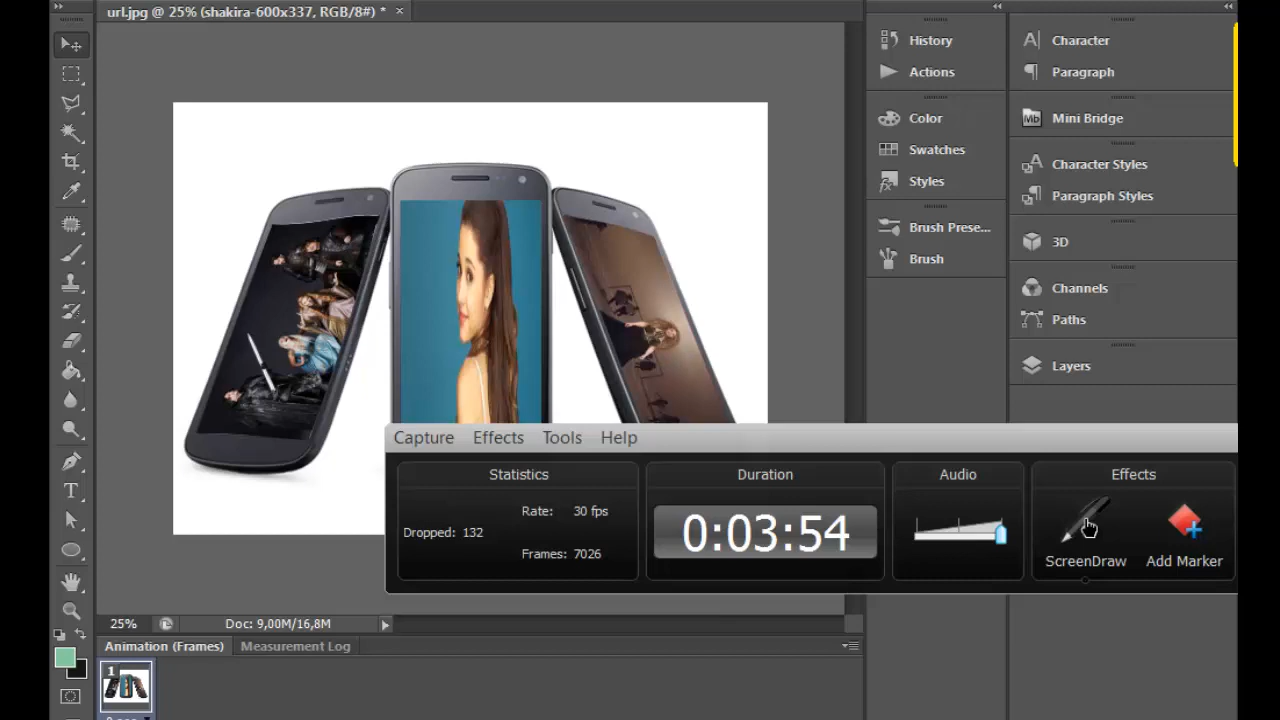 url.jpg @ 25% (shakira-600x337, RGB/8#) * ×
History
Actions
Color
Swatches
Styles
Brush Prese...
Brush
A| Character
Paragraph
Mb Mini Bridge
Character Styles
Paragraph Styles
3D
Channels
Paths
Layers
Capture Effects Tools Help
Statistics
Rate: 30 fps
Dropped: 132
Frames: 7026
Duration
0:03:54
Audio
Effects
ScreenDraw
Add Marker
25% Doc: 9,00M/16,8M
Animation (Frames) Measurement Log
1